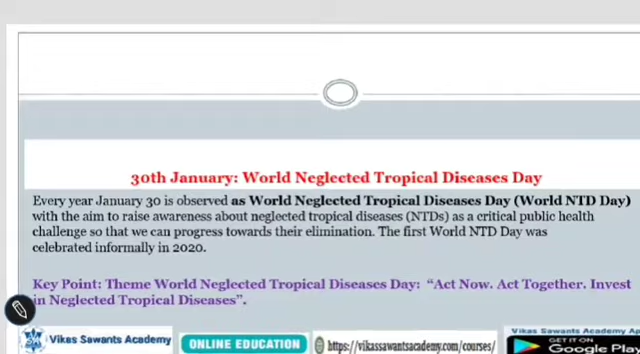 30th January: World Neglected Tropical Diseases Day
Every year January 30 is observed as World Neglected Tropical Diseases Day (World NTD Day)
with the aim to raise awareness about neglected tropical diseases (NTDs) as a critical public health
challenge so that we can progress towards their elimination. The first World NTD Day was
celebrated informally in 2020.
Key Point: Theme World Neglected Tropical Diseases Day: “Act Now. Act Together. Invest
in Neglected Tropical Diseases”.
Vikas Sawants Academy
ONLINE EDUCATION
https://vikassawantsacademy.com/courses/
Vikas Sawants Academy Ap
GET IT ON
Google Play